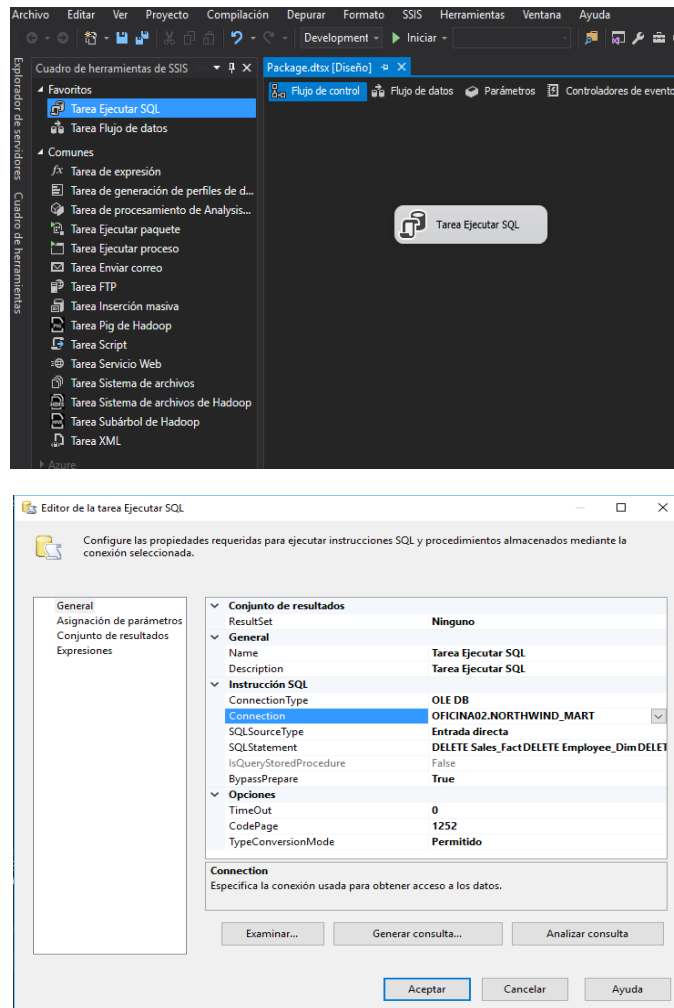 Archivo Editar Ver Proyecto Compilación Depurar Formato SSIS Herramientas Ventana Ayuda
Development Iniciar
Explorador de servidores
Cuadro de herramientas
Cuadro de herramientas de SSIS
Package.dtsx [Diseño]
Flujo de control Flujo de datos Parámetros Controladores de evento
Favoritos
Tarea Ejecutar SQL
Tarea Flujo de datos
Comunes
fx Tarea de expresión
Tarea de generación de perfiles de d...
Tarea de procesamiento de Analysis...
Tarea Ejecutar paquete
Tarea Ejecutar proceso
Tarea Enviar correo
Tarea FTP
Tarea Inserción masiva
Tarea Pig de Hadoop
Tarea Script
Tarea Servicio Web
Tarea Sistema de archivos
Tarea Sistema de archivos de Hadoop
Tarea Subárbol de Hadoop
Tarea XML
Azure
Tarea Ejecutar SQL
Editor de la tarea Ejecutar SQL
Configure las propiedades requeridas para ejecutar instrucciones SQL y procedimientos almacenados mediante la
conexión seleccionada.
General
Asignación de parámetros
Conjunto de resultados
Expresiones
Conjunto de resultados
ResultSet Ninguno
General
Name Tarea Ejecutar SQL
Description Tarea Ejecutar SQL
Instrucción SQL
ConnectionType OLE DB
Connection OFICINA02.NORTHWIND_MART
SQLSourceType Entrada directa
SQLStatement DELETE Sales_FactDELETE Employee_DimDELET
IsQueryStoredProcedure False
BypassPrepare True
Opciones
TimeOut 0
CodePage 1252
TypeConversionMode Permitido
Connection
Especifica la conexión usada para obtener acceso a los datos.
Examinar... Generar consulta... Analizar consulta
Aceptar Cancelar Ayuda